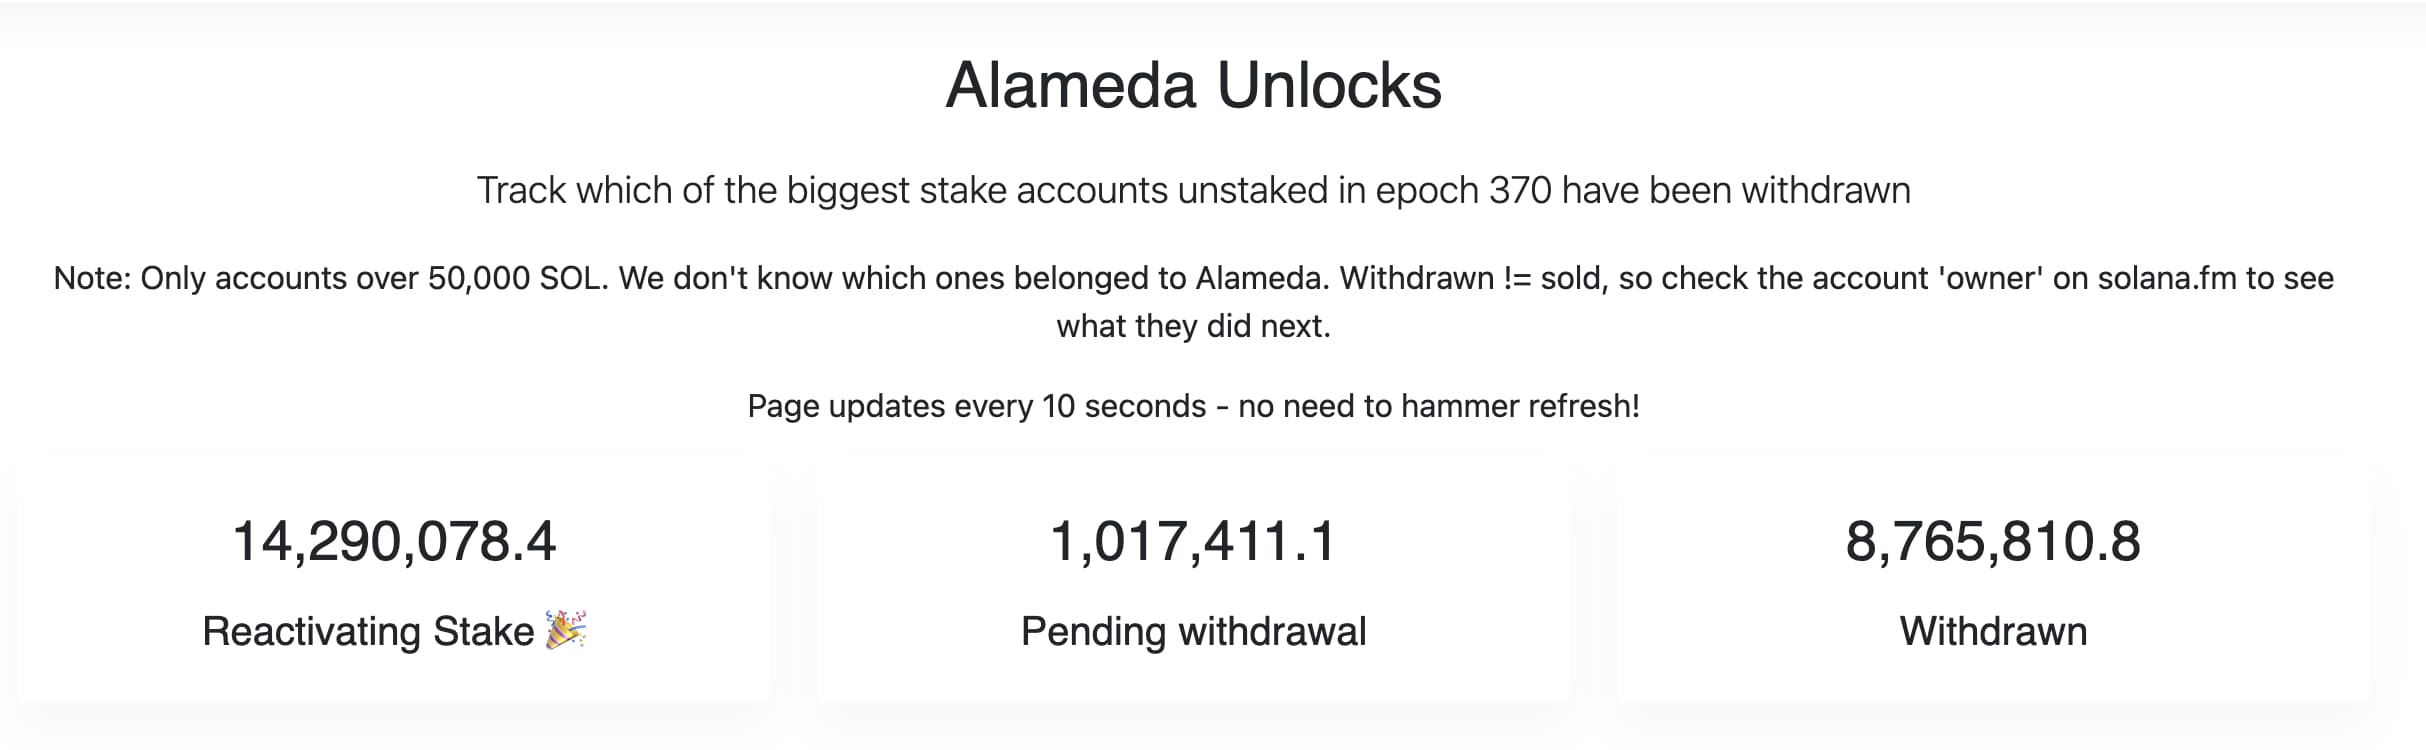 Alameda Unlocks
Track which of the biggest stake accounts unstaked in epoch 370 have been withdrawn
Note: Only accounts over 50,000 SOL. We don't know which ones belonged to Alameda. Withdrawn != sold, so check the account 'owner' on solana.fm to see
what they did next.
Page updates every 10 seconds - no need to hammer refresh!
14,290,078.4
Reactivating Stake 🎉
1,017,411.1
Pending withdrawal
8,765,810.8
Withdrawn